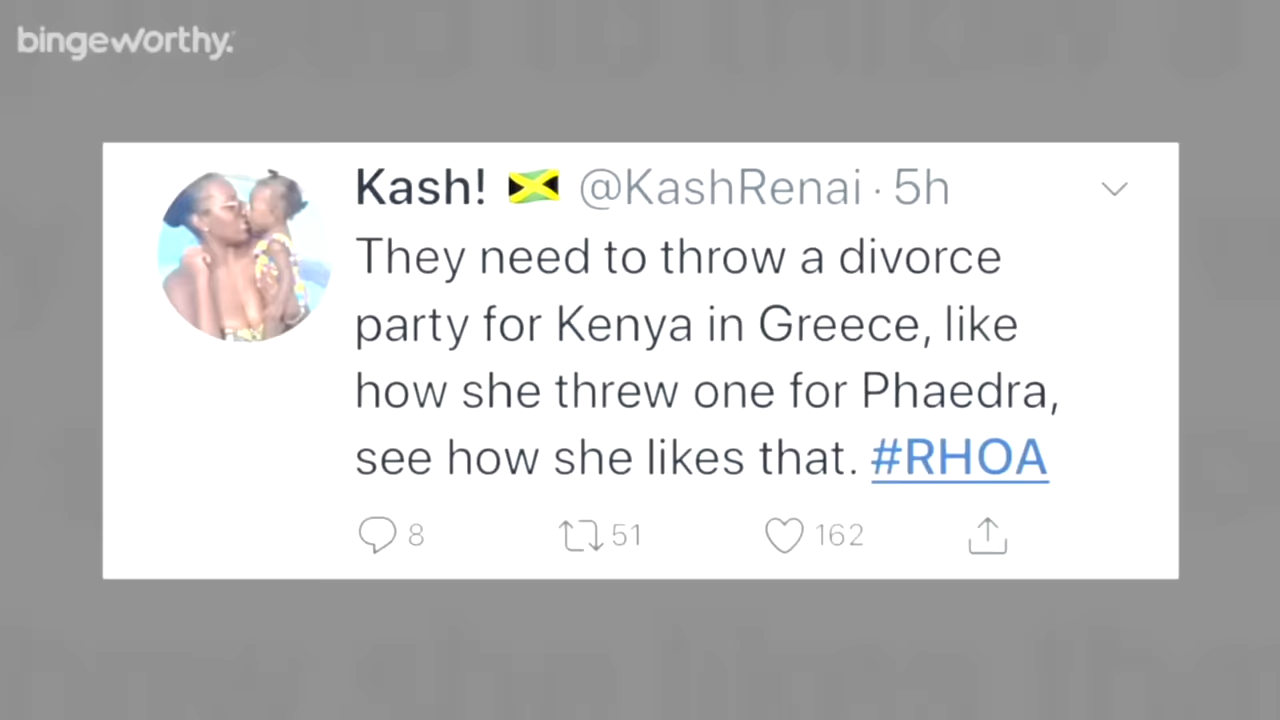 bingeworthy.
Kash! 🇯🇲 @KashRenai · 5h
They need to throw a divorce
party for Kenya in Greece, like
how she threw one for Phaedra,
see how she likes that. #RHOA
8 51 162